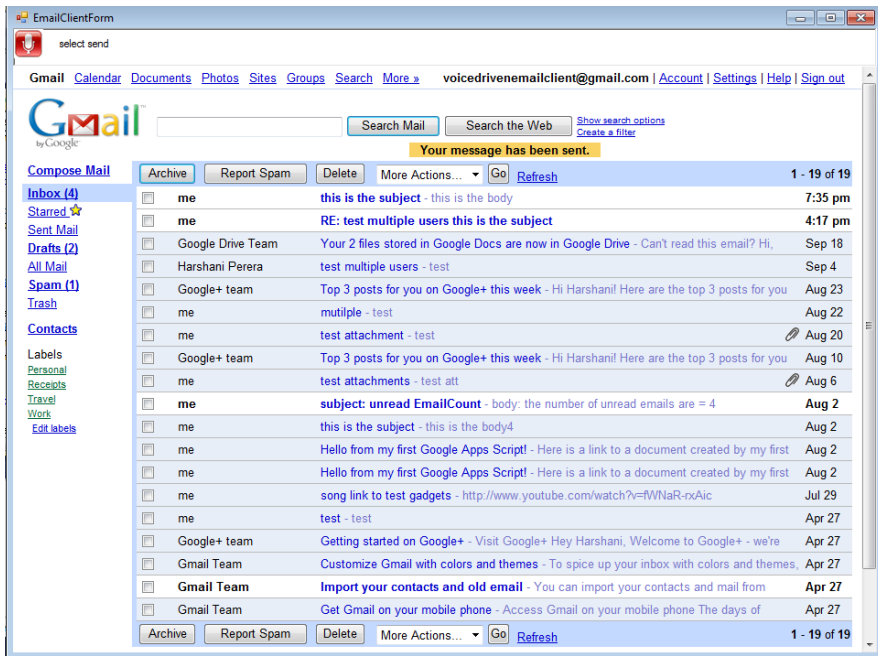 EmailClientForm
select send
Gmail Calendar Documents Photos Sites Groups Search More » voicedrivenemailclient@gmail.com | Account | Settings | Help | Sign out
Gmail™
by Google
Search Mail Search the Web Show search options
Create a filter
Your message has been sent.
Compose Mail
Inbox (4)
Starred
Sent Mail
Drafts (2)
All Mail
Spam (1)
Trash
Contacts
Labels
Personal
Receipts
Travel
Work
Edit labels
Archive Report Spam Delete More Actions... Go Refresh 1 - 19 of 19
me this is the subject - this is the body 7:35 pm
me RE: test multiple users this is the subject 4:17 pm
Google Drive Team Your 2 files stored in Google Docs are now in Google Drive - Can't read this email? Hi, Sep 18
Harshani Perera test multiple users - test Sep 4
Google+ team Top 3 posts for you on Google+ this week - Hi Harshani! Here are the top 3 posts for you Aug 23
me mutilple - test Aug 22
me test attachment - test Aug 20
Google+ team Top 3 posts for you on Google+ this week - Hi Harshani! Here are the top 3 posts for you Aug 10
me test attachments - test att Aug 6
me subject: unread EmailCount - body: the number of unread emails are = 4 Aug 2
me this is the subject - this is the body4 Aug 2
me Hello from my first Google Apps Script! - Here is a link to a document created by my first Aug 2
me Hello from my first Google Apps Script! - Here is a link to a document created by my first Aug 2
me song link to test gadgets - http://www.youtube.com/watch?v=fWNaR-rxAic Jul 29
me test - test Apr 27
Google+ team Getting started on Google+ - Visit Google+ Hey Harshani, Welcome to Google+ - we're Apr 27
Gmail Team Customize Gmail with colors and themes - To spice up your inbox with colors and themes, Apr 27
Gmail Team Import your contacts and old email - You can import your contacts and mail from Apr 27
Gmail Team Get Gmail on your mobile phone - Access Gmail on your mobile phone The days of Apr 27
Archive Report Spam Delete More Actions... Go Refresh 1 - 19 of 19